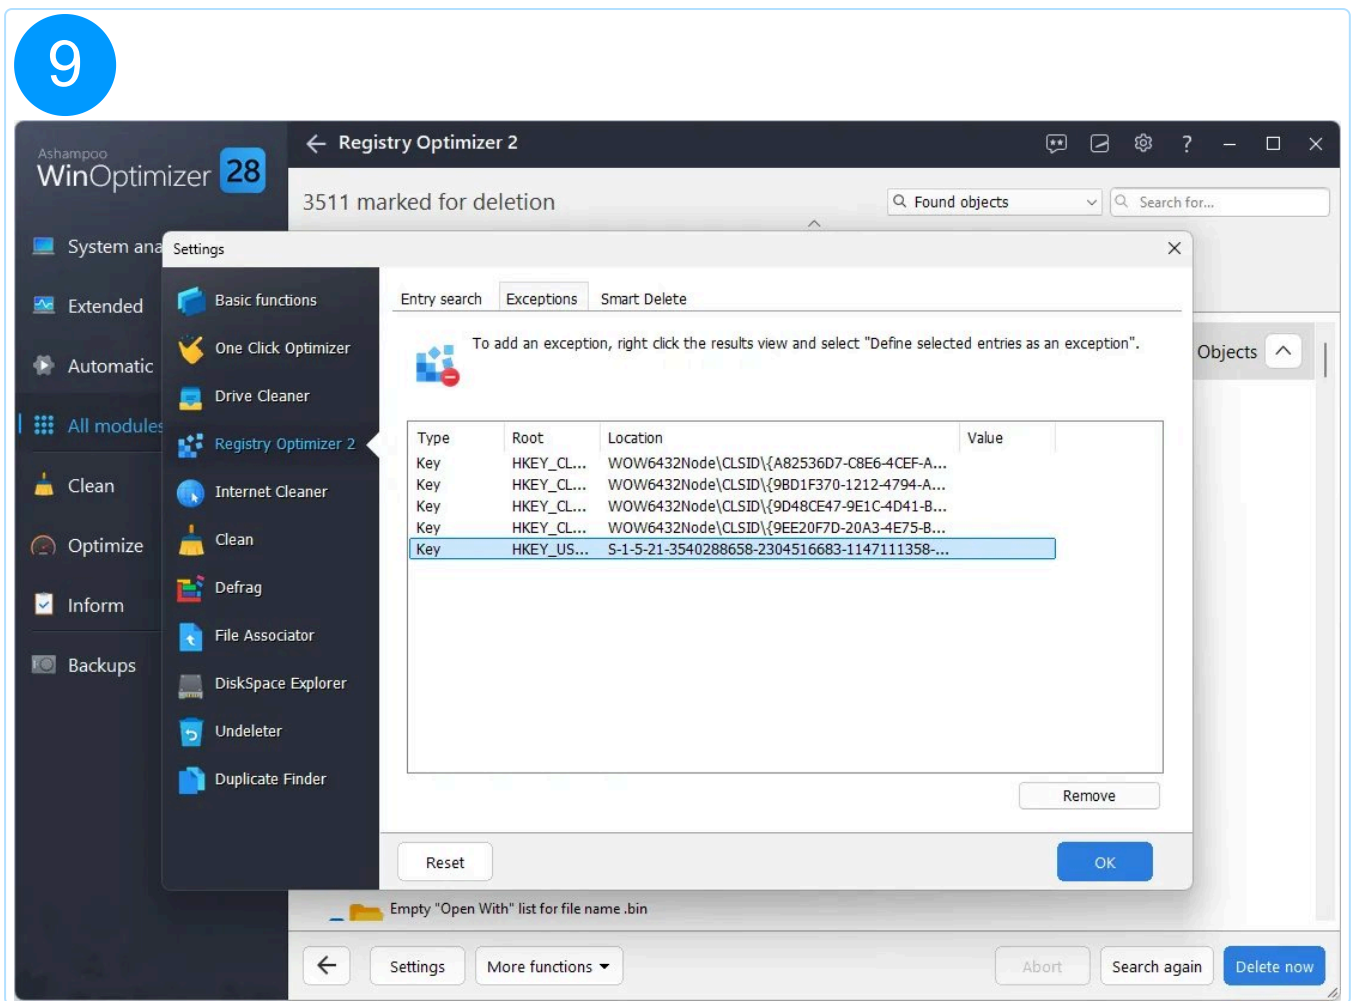 9
Ashampoo
WinOptimizer 28
Registry Optimizer 2
?
3511 marked for deletion
Found objects
Search for...
System ana
Extended
Automatic
All modules
Clean
Optimize
Inform
Backups
Settings
Basic functions
One Click Optimizer
Drive Cleaner
Registry Optimizer 2
Internet Cleaner
Clean
Defrag
File Associator
DiskSpace Explorer
Undeleter
Duplicate Finder
Entry search Exceptions Smart Delete
To add an exception, right click the results view and select "Define selected entries as an exception".
Objects
Type Root Location Value
Key HKEY_CL... WOW6432Node\CLSID\{A82536D7-C8E6-4CEF-A...
Key HKEY_CL... WOW6432Node\CLSID\{9BD1F370-1212-4794-A...
Key HKEY_CL... WOW6432Node\CLSID\{9D48CE47-9E1C-4D41-B...
Key HKEY_CL... WOW6432Node\CLSID\{9EE20F7D-20A3-4E75-B...
Key HKEY_US... S-1-5-21-3540288658-2304516683-1147111358-...
Remove
Reset
OK
Empty "Open With" list for file name .bin
Settings
More functions
Abort
Search again
Delete now